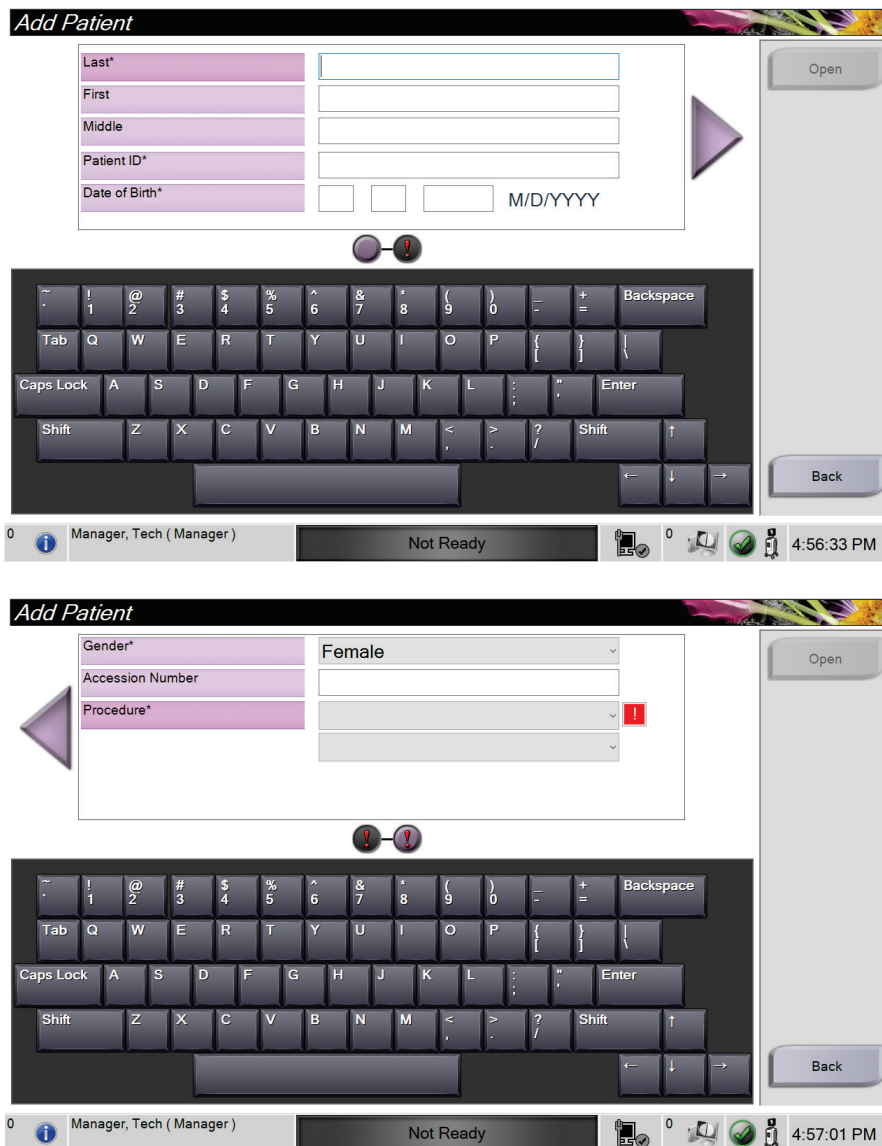 Add Patient
Last*
Open
First
Middle
Patient ID*
Date of Birth* M/D/YYYY
~ ! @ # $ % ^ & * ( ) _ + Backspace
` 1 2 3 4 5 6 7 8 9 0 - =
Tab Q W E R T Y U I O P { } |
[ ] \
Caps Lock A S D F G H J K L : " Enter
; '
Shift Z X C V B N M < > ? Shift ↑
, . /
← ↓ →
Back
0 Manager, Tech ( Manager ) Not Ready 0 4:56:33 PM
Add Patient
Gender* Female
Open
Accession Number
Procedure* !
~ ! @ # $ % ^ & * ( ) _ + Backspace
` 1 2 3 4 5 6 7 8 9 0 - =
Tab Q W E R T Y U I O P { } |
[ ] \
Caps Lock A S D F G H J K L : " Enter
; '
Shift Z X C V B N M < > ? Shift ↑
, . /
← ↓ →
Back
0 Manager, Tech ( Manager ) Not Ready 0 4:57:01 PM